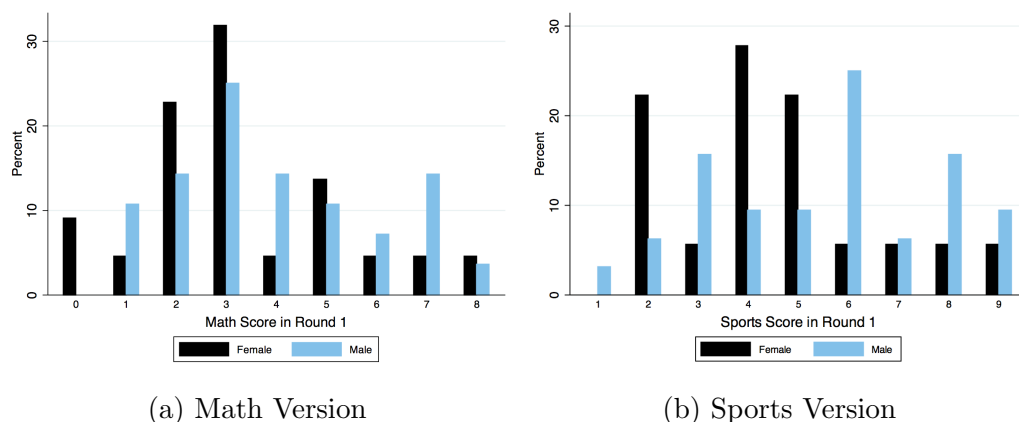 Percent
30
20
10
0
0 1 2 3 4 5 6 7 8
Math Score in Round 1
Female Male
(a) Math Version
Percent
30
20
10
0
1 2 3 4 5 6 7 8 9
Sports Score in Round 1
Female Male
(b) Sports Version